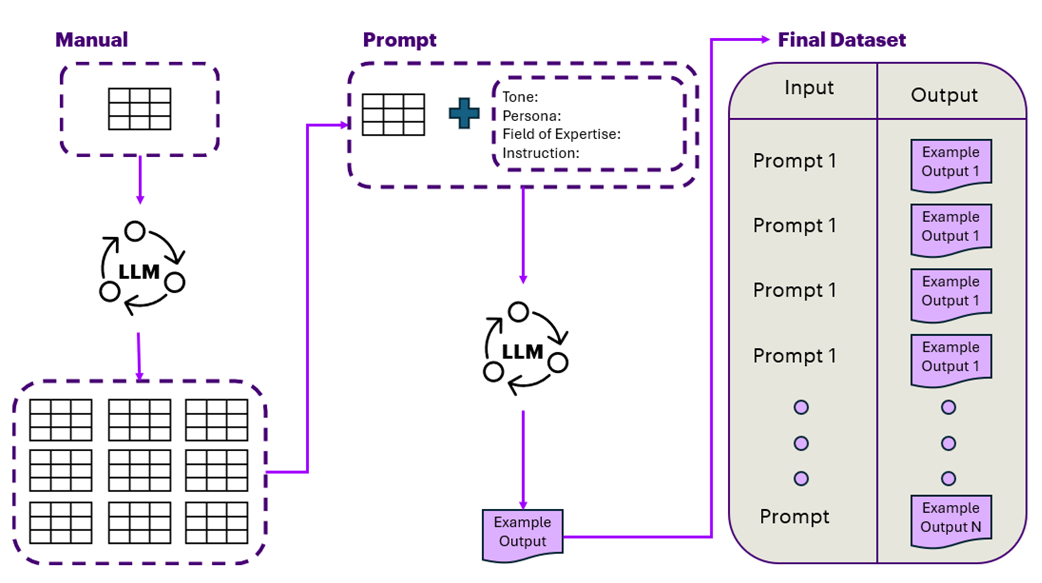 Manual
LLM
Prompt
Tone:
Persona:
Field of Expertise:
Instruction:
LLM
Example
Output
Final Dataset
Input
Output
Prompt 1
Example
Output 1
Prompt 1
Example
Output 1
Prompt 1
Example
Output 1
Prompt 1
Example
Output 1
Prompt
Example
Output N